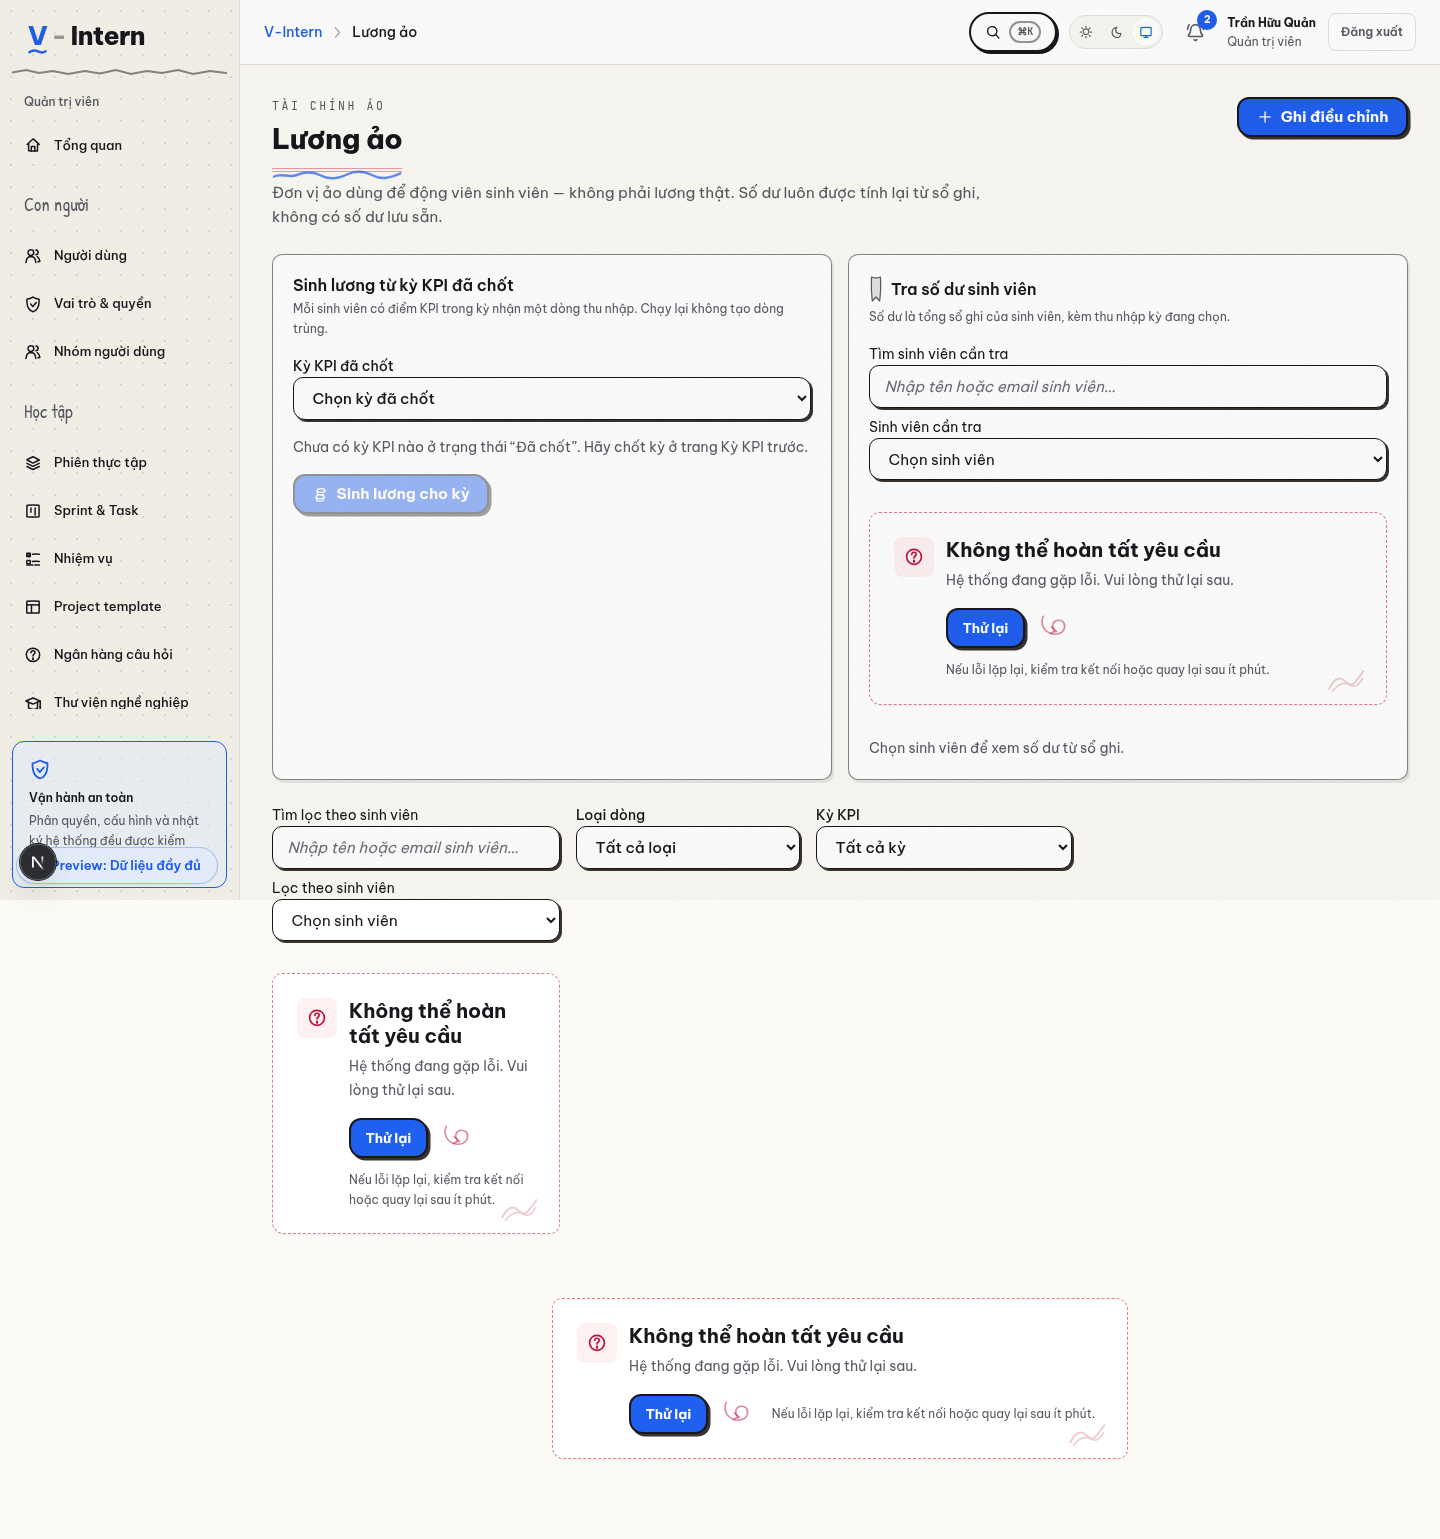 V - Intern
Quản trị viên
Tổng quan
Con người
Người dùng
Vai trò & quyền
Nhóm người dùng
Học tập
Phiên thực tập
Sprint & Task
Nhiệm vụ
Project template
Ngân hàng câu hỏi
Thư viện nghề nghiệp
Vận hành an toàn
Phân quyền, cấu hình và nhật
ký hệ thống đều được kiểm
Preview: Dữ liệu đầy đủ
V-Intern
Lương ảo
⌘K
2
Trần Hữu Quản
Quản trị viên
Đăng xuất
TÀI CHÍNH ẢO
Lương ảo
Đơn vị ảo dùng để động viên sinh viên — không phải lương thật. Số dư luôn được tính lại từ sổ ghi,
không có số dư lưu sẵn.
Ghi điều chỉnh
Sinh lương từ kỳ KPI đã chốt
Mỗi sinh viên có điểm KPI trong kỳ nhận một dòng thu nhập. Chạy lại không tạo dòng
trùng.
Kỳ KPI đã chốt
Chọn kỳ đã chốt
Chưa có kỳ KPI nào ở trạng thái “Đã chốt”. Hãy chốt kỳ ở trang Kỳ KPI trước.
Sinh lương cho kỳ
Tra số dư sinh viên
Số dư là tổng sổ ghi của sinh viên, kèm thu nhập kỳ đang chọn.
Tìm sinh viên cần tra
Nhập tên hoặc email sinh viên...
Sinh viên cần tra
Chọn sinh viên
Không thể hoàn tất yêu cầu
Hệ thống đang gặp lỗi. Vui lòng thử lại sau.
Thử lại
Nếu lỗi lặp lại, kiểm tra kết nối hoặc quay lại sau ít phút.
Chọn sinh viên để xem số dư từ sổ ghi.
Tìm lọc theo sinh viên
Nhập tên hoặc email sinh viên...
Loại dòng
Tất cả loại
Kỳ KPI
Tất cả kỳ
Lọc theo sinh viên
Chọn sinh viên
Không thể hoàn
tất yêu cầu
Hệ thống đang gặp lỗi. Vui
lòng thử lại sau.
Thử lại
Nếu lỗi lặp lại, kiểm tra kết nối
hoặc quay lại sau ít phút.
Không thể hoàn tất yêu cầu
Hệ thống đang gặp lỗi. Vui lòng thử lại sau.
Thử lại
Nếu lỗi lặp lại, kiểm tra kết nối hoặc quay lại sau ít phút.